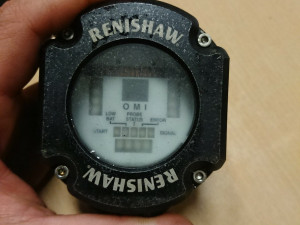 RENISHAW
OMI
LOW PROBE ERROR
BAT STATUS
START SIGNAL
RENISHAW